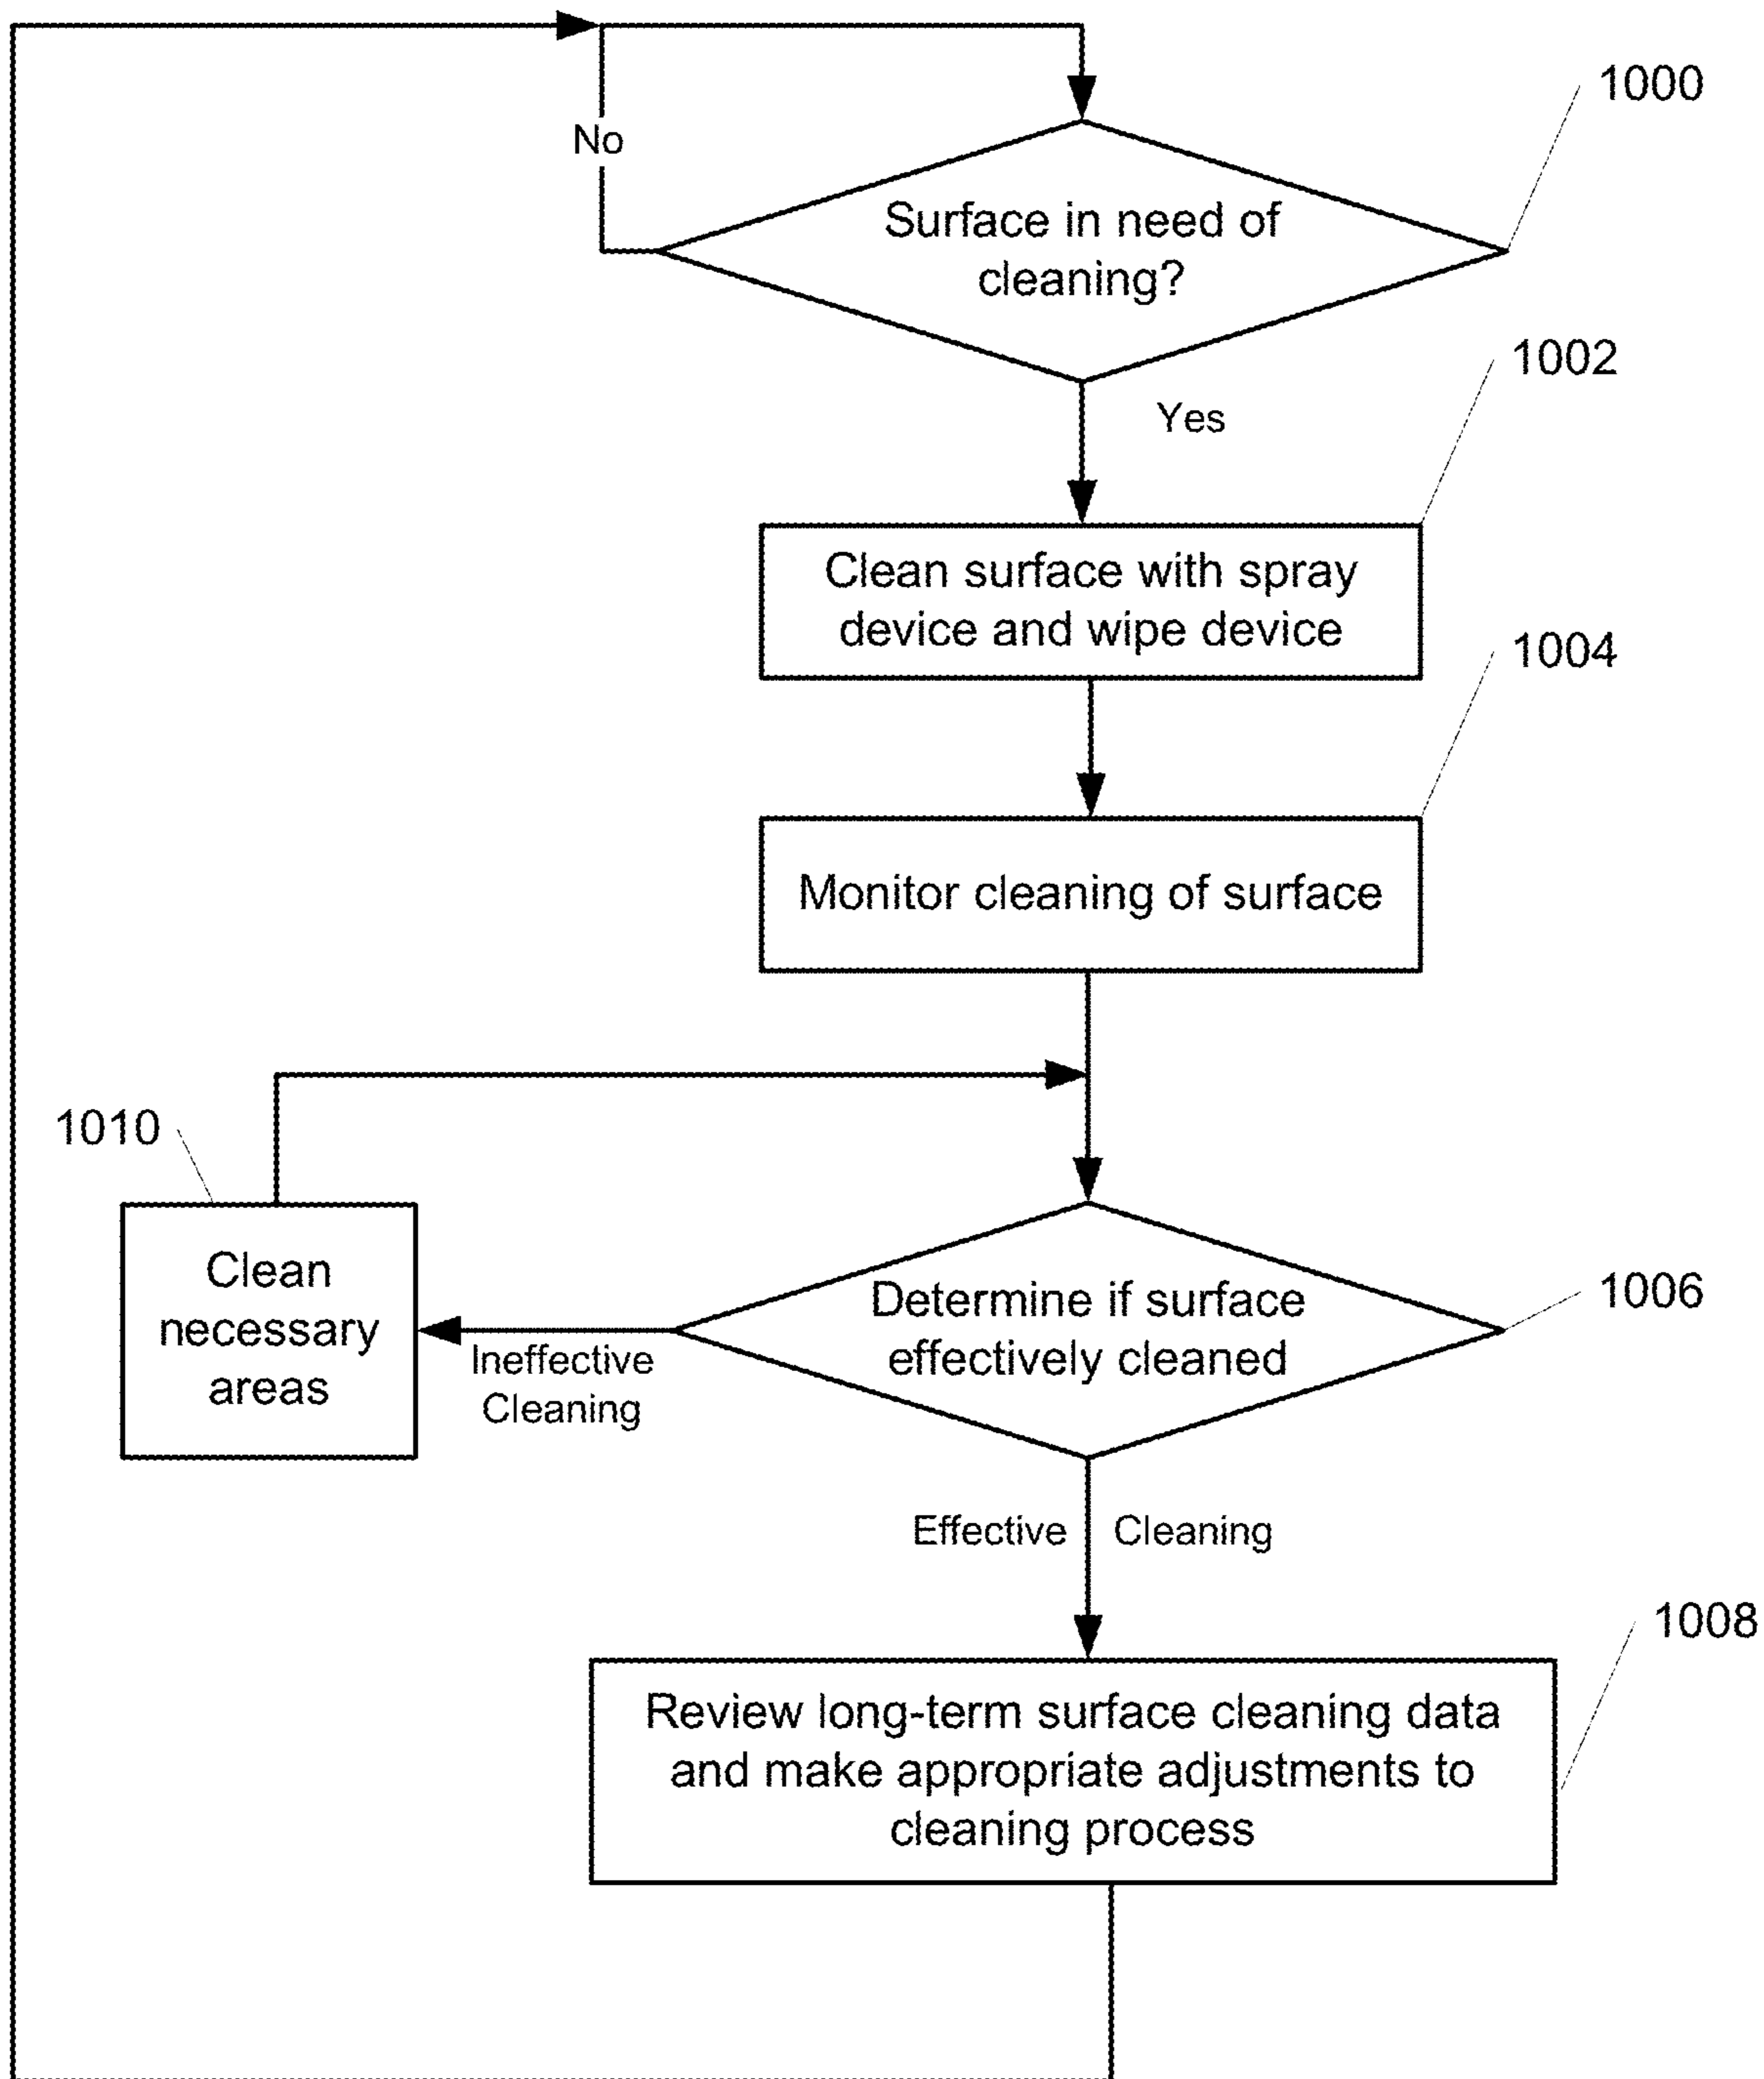 1000
No
Surface in need of
cleaning?
1002
Yes
Clean surface with spray
device and wipe device
1004
Monitor cleaning of surface
1010
Clean
necessary
areas
Ineffective
Cleaning
Determine if surface
effectively cleaned
1006
Effective Cleaning
1008
Review long-term surface cleaning data
and make appropriate adjustments to
cleaning process